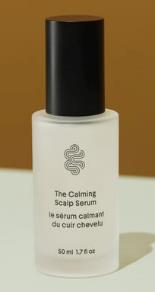 The Calming
Scalp Serum
le sérum calmant
du cuir chevelu
50 ml 1.7 fl oz